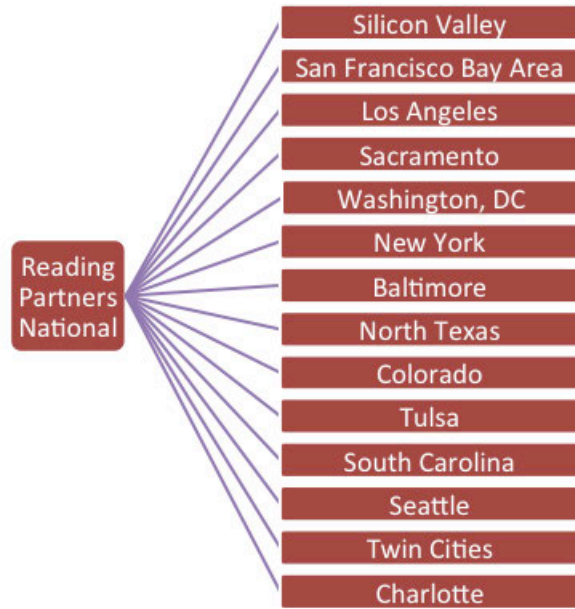 Silicon Valley
San Francisco Bay Area
Los Angeles
Sacramento
Washington, DC
New York
Reading
Partners
National
Baltimore
North Texas
Colorado
Tulsa
South Carolina
Seattle
Twin Cities
Charlotte